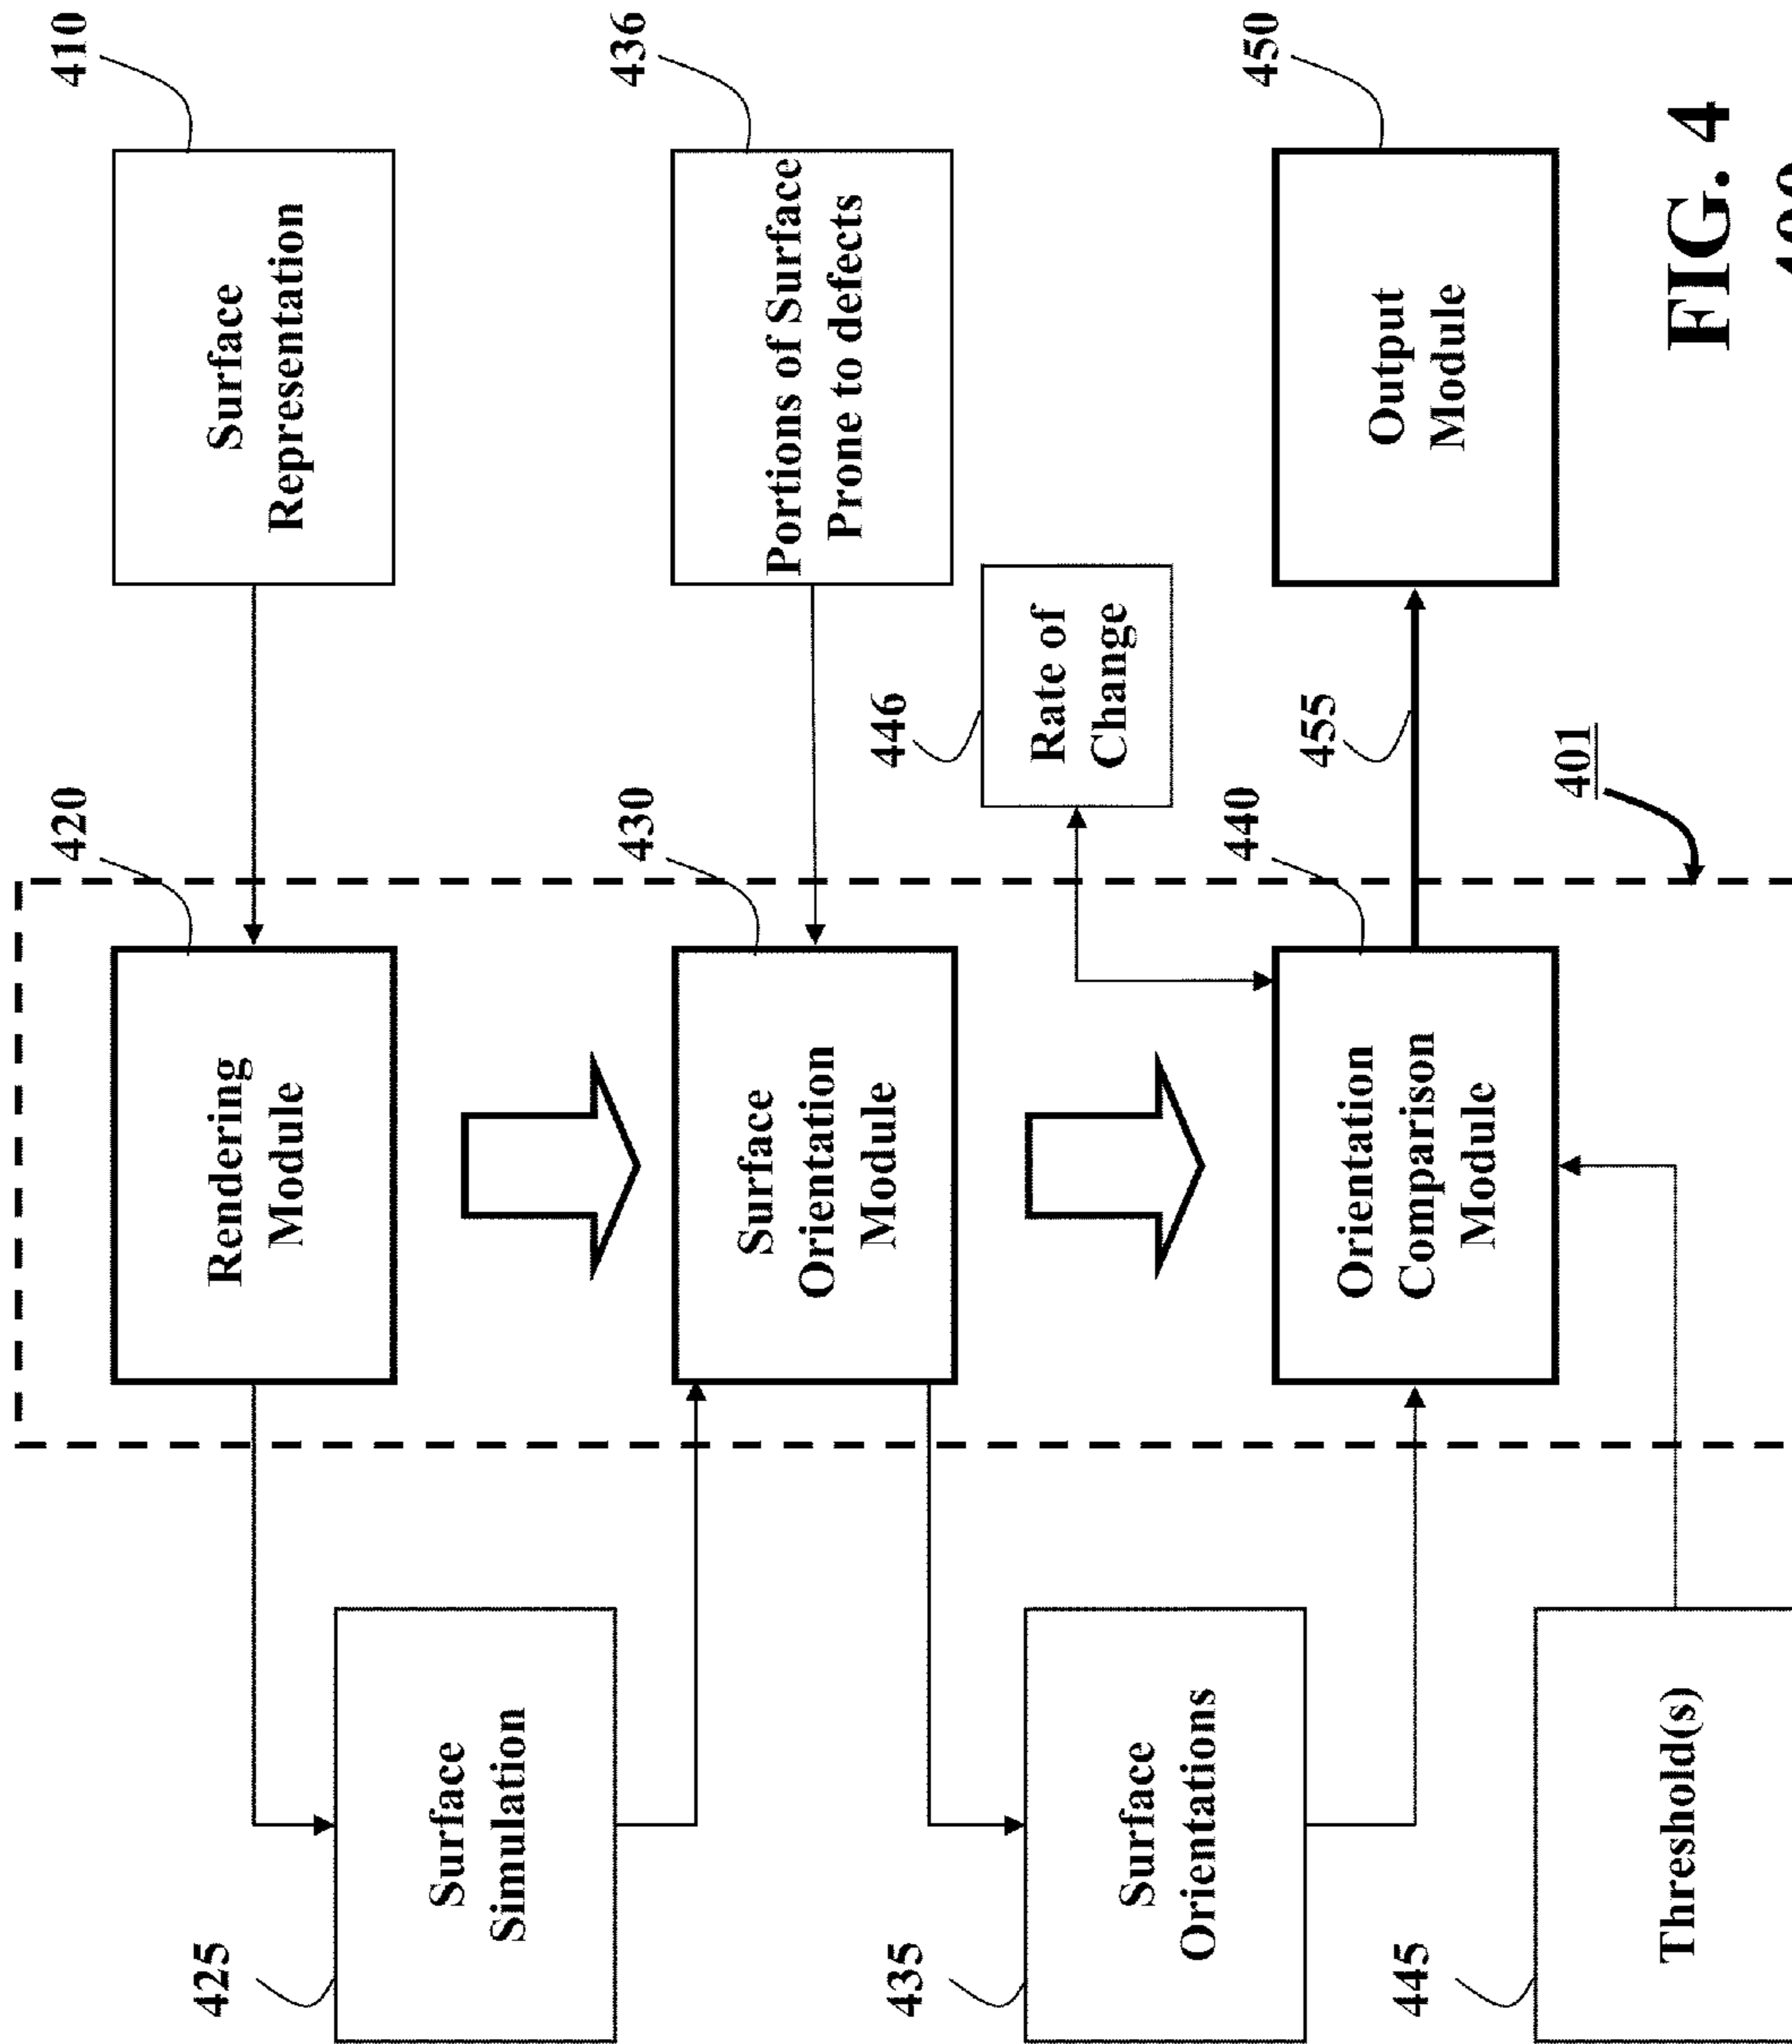 420
410
Rendering
Module
Surface
Representation
425
Surface
Simulation
430
436
Surface
Orientation
Module
Portions of Surface
Prone to defects
446
Rate of
Change
435
Surface
Orientations
440
455
450
Orientation
Comparison
Module
Output
Module
445
Threshold(s)
401
FIG. 4